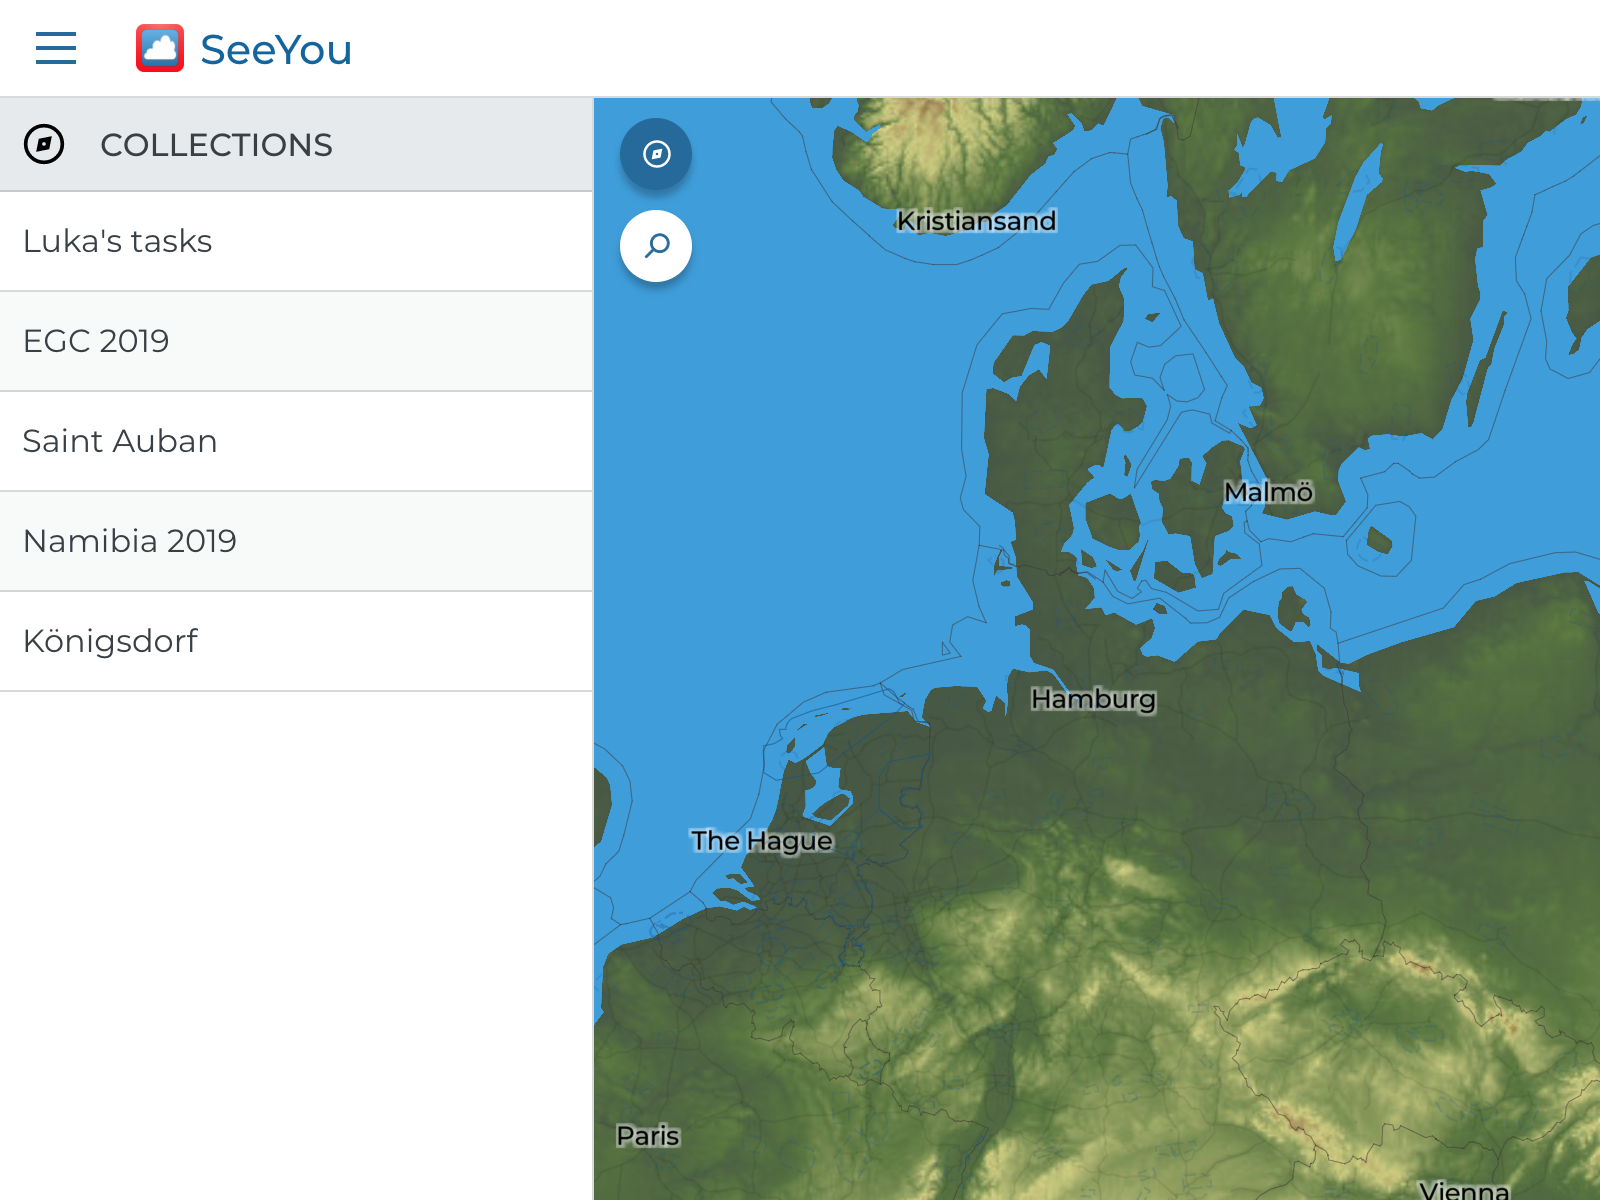 SeeYou
COLLECTIONS
Luka's tasks
EGC 2019
Saint Auban
Namibia 2019
Königsdorf
Kristiansand
Malmö
Hamburg
The Hague
Paris
Vienna